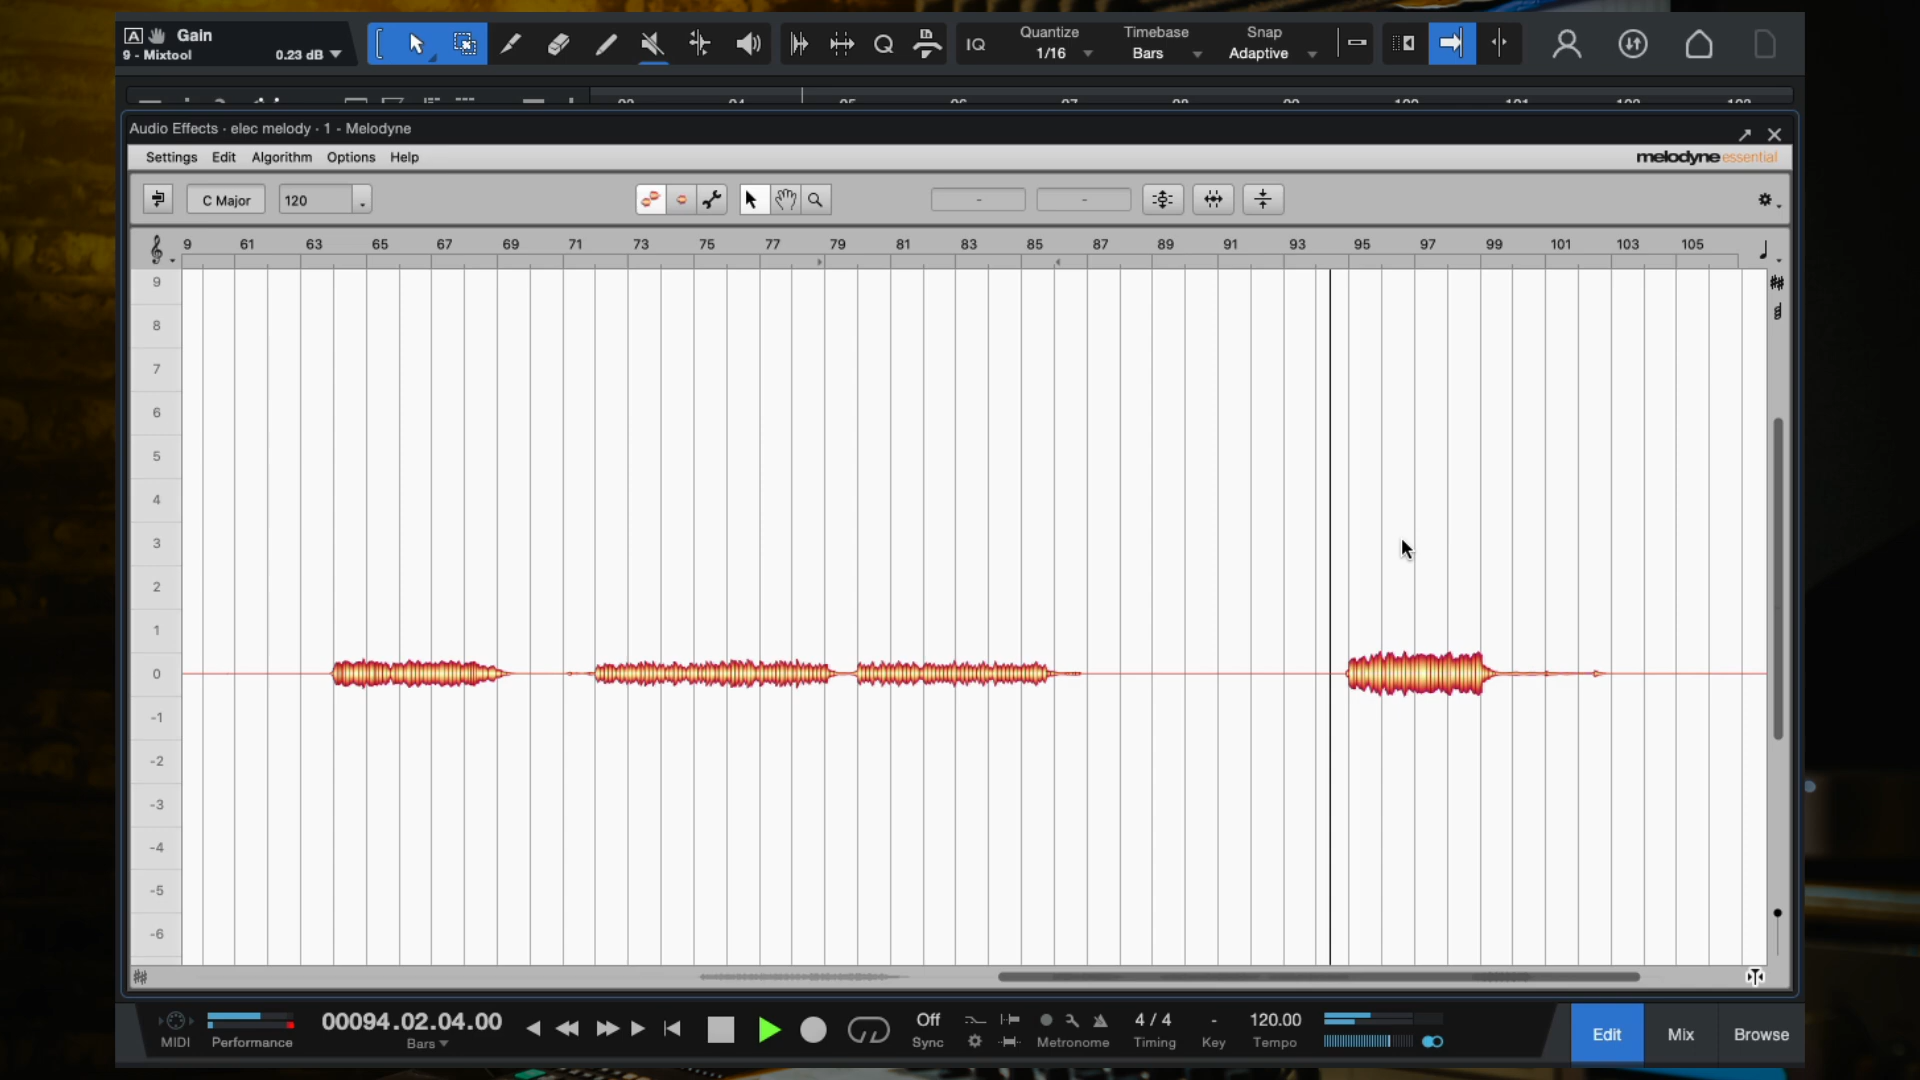 A Gain
9 - Mixtool 0.23 dB
IQ
Quantize
1/16
Timebase
Bars
Snap
Adaptive
Audio Effects · elec melody · 1 - Melodyne
Settings Edit Algorithm Options Help
melodyne essential
C Major 120 - -
9 61 63 65 67 69 71 73 75 77 79 81 83 85 87 89 91 93 95 97 99 101 103 105
9
8
7
6
5
4
3
2
1
0
-1
-2
-3
-4
-5
-6
MIDI
Performance
00094.02.04.00
Bars
Off
Sync
Metronome
4 / 4
Timing
-
Key
120.00
Tempo
Edit
Mix
Browse